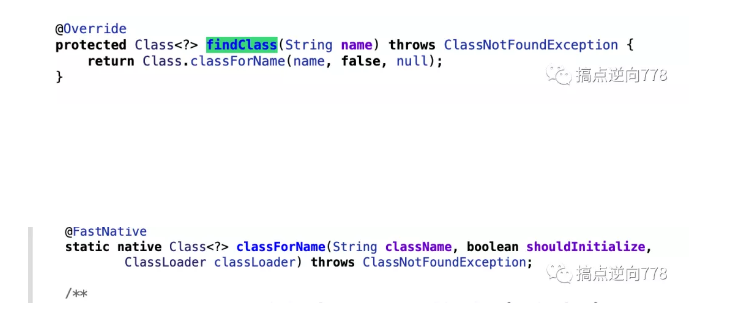 @Override
protected Class<?> findClass(String name) throws ClassNotFoundException {
return Class.classForName(name, false, null);
}
搞点逆向778
@FastNative
static native Class<?> classForName(String className, boolean shouldInitialize,
ClassLoader classLoader) throws ClassNotFoundException;
搞点逆向778
/**